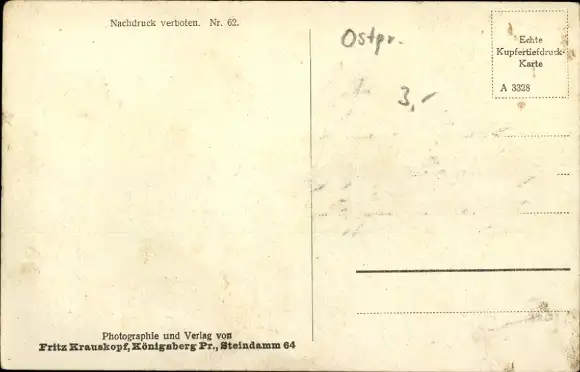 Nachdruck verboten. Nr. 62.
Ostpr.
3,-
Echte
Kupfertiefdruck-
Karte
A 3328
Photographie und Verlag von
Fritz Krauskopf, Königsberg Pr., Steindamm 64